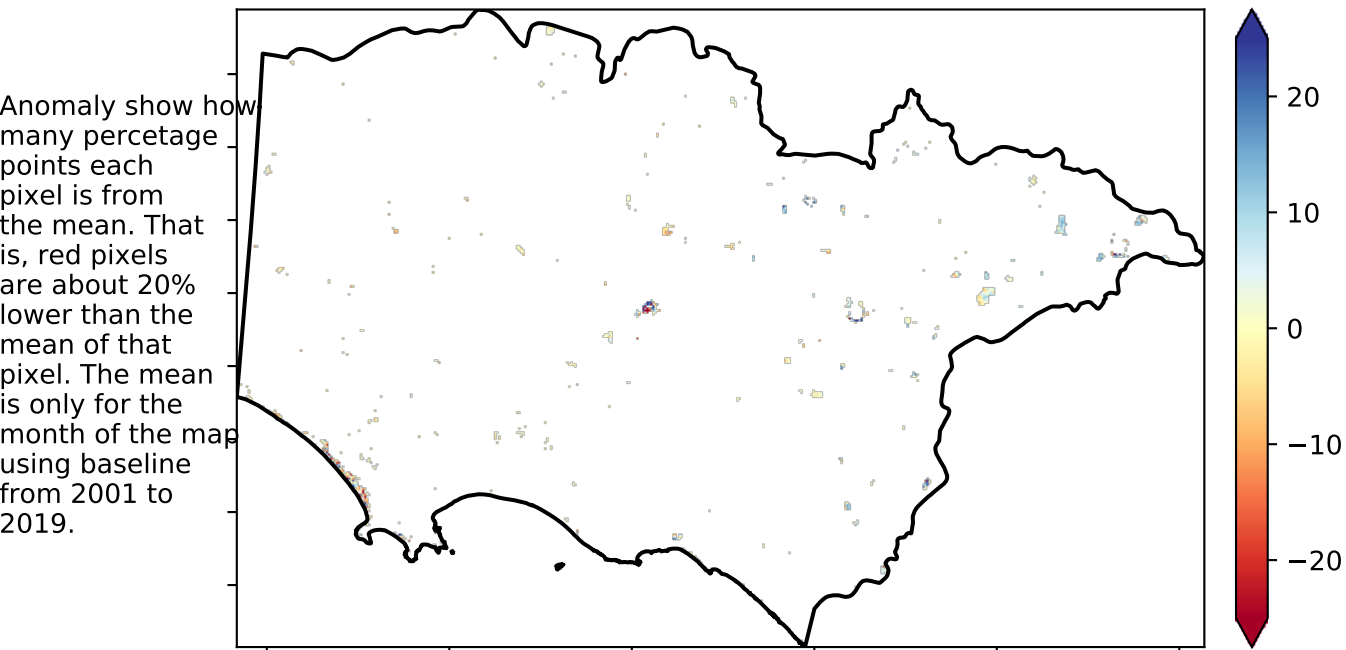 Anomaly show how
many percetage
points each
pixel is from
the mean. That
is, red pixels
are about 20%
lower than the
mean of that
pixel. The mean
is only for the
month of the map
using baseline
from 2001 to
2019.
20
10
0
−10
−20